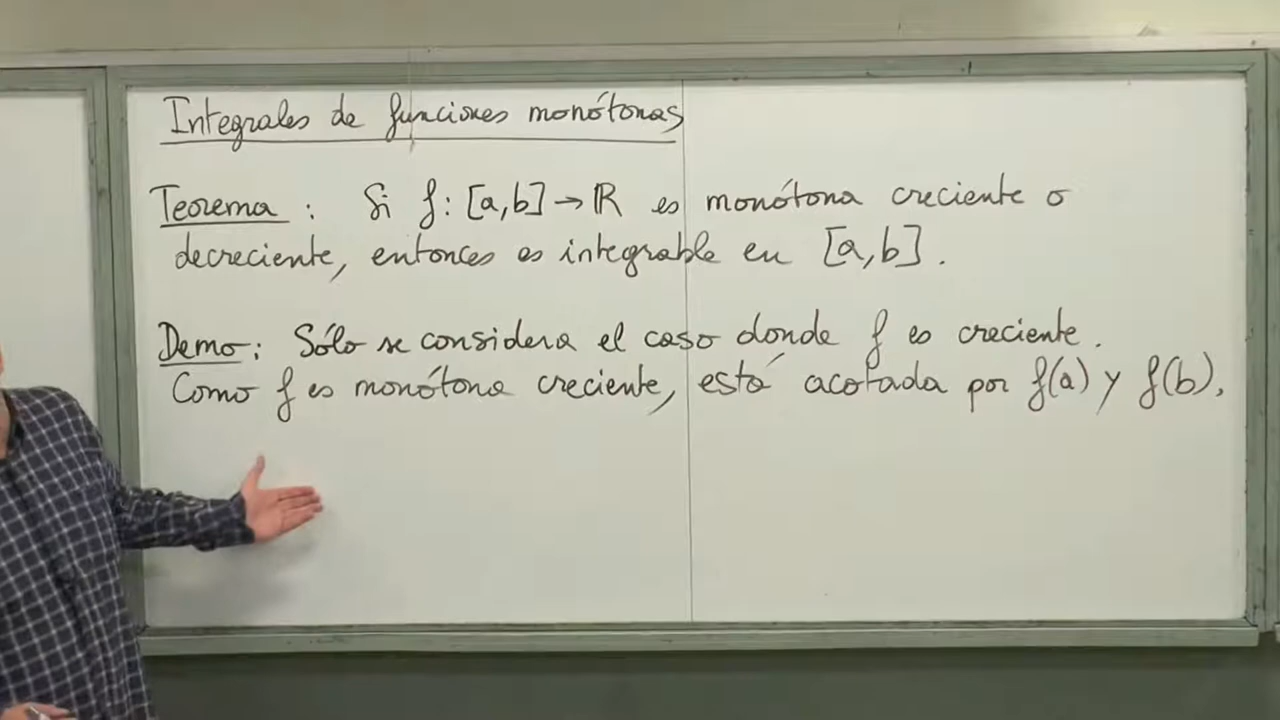 Integrales de funciones monótonas
Teorema : Si f: [a,b] → ℝ es monótona creciente o
decreciente, entonces es integrable en [a,b].
Demo: Sólo se considera el caso donde f es creciente.
Como f es monótona creciente, está acotada por f(a) y f(b),